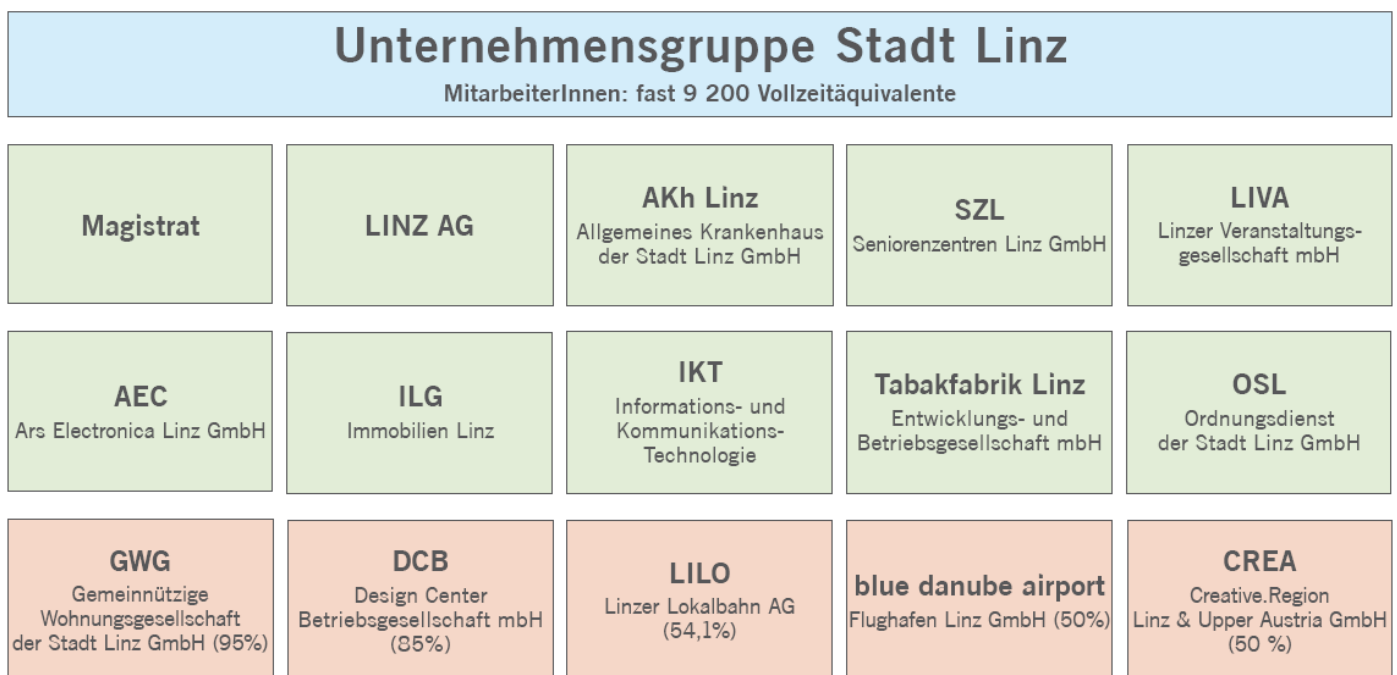 Unternehmensgruppe Stadt Linz
MitarbeiterInnen: fast 9 200 Vollzeitäquivalente
Magistrat
LINZ AG
AKh Linz
Allgemeines Krankenhaus
der Stadt Linz GmbH
SZL
Seniorenzentren Linz GmbH
LIVA
Linzer Veranstaltungs-
gesellschaft mbH
AEC
Ars Electronica Linz GmbH
ILG
Immobilien Linz
IKT
Informations- und
Kommunikations-
Technologie
Tabakfabrik Linz
Entwicklungs- und
Betriebsgesellschaft mbH
OSL
Ordnungsdienst
der Stadt Linz GmbH
GWG
Gemeinnützige
Wohnungsgesellschaft
der Stadt Linz GmbH (95%)
DCB
Design Center
Betriebsgesellschaft mbH
(85%)
LILO
Linzer Lokalbahn AG
(54,1%)
blue danube airport
Flughafen Linz GmbH (50%)
CREA
Creative.Region
Linz & Upper Austria GmbH
(50 %)